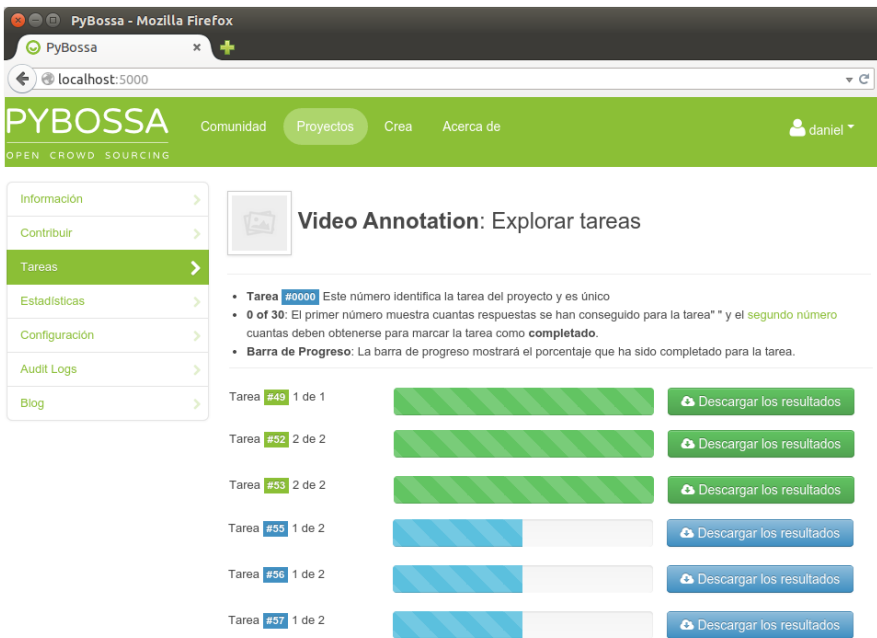 PyBossa - Mozilla Firefox
PyBossa
localhost:5000
PYBOSSA
OPEN CROWD SOURCING
Comunidad Proyectos Crea Acerca de daniel
Información
Contribuir
Tareas
Estadísticas
Configuración
Audit Logs
Blog
Video Annotation: Explorar tareas
Tarea #0000 Este número identifica la tarea del proyecto y es único
0 of 30: El primer número muestra cuantas respuestas se han conseguido para la tarea" " y el segundo número
cuantas deben obtenerse para marcar la tarea como completado.
Barra de Progreso: La barra de progreso mostrará el porcentaje que ha sido completado para la tarea.
Tarea #49 1 de 1 Descargar los resultados
Tarea #52 2 de 2 Descargar los resultados
Tarea #53 2 de 2 Descargar los resultados
Tarea #55 1 de 2 Descargar los resultados
Tarea #56 1 de 2 Descargar los resultados
Tarea #57 1 de 2 Descargar los resultados